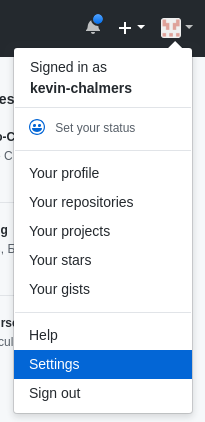 Signed in as
kevin-chalmers
Set your status
Your profile
Your repositories
Your projects
Your stars
Your gists
Help
Settings
Sign out